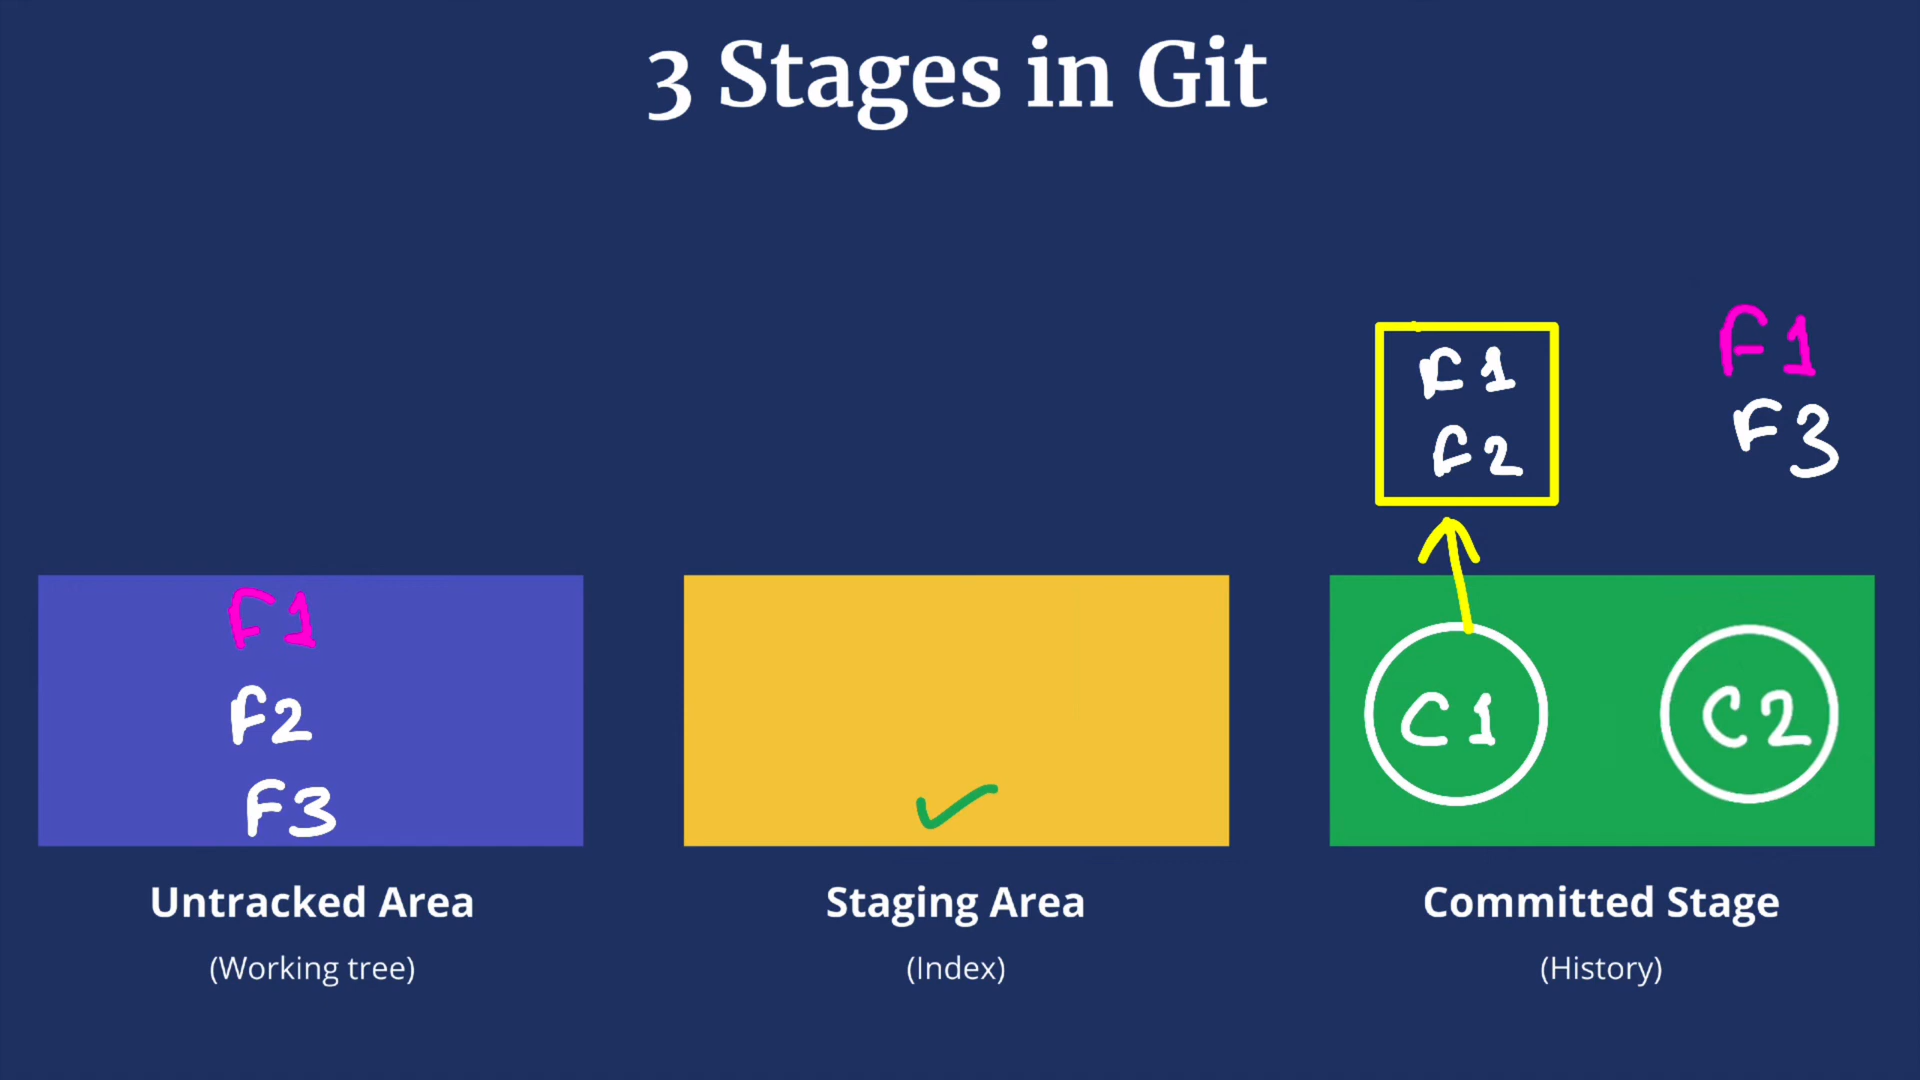 3 Stages in Git
F1
F2
F1
F3
F1
F2
F3
C1
C2
Untracked Area
(Working tree)
Staging Area
(Index)
Committed Stage
(History)